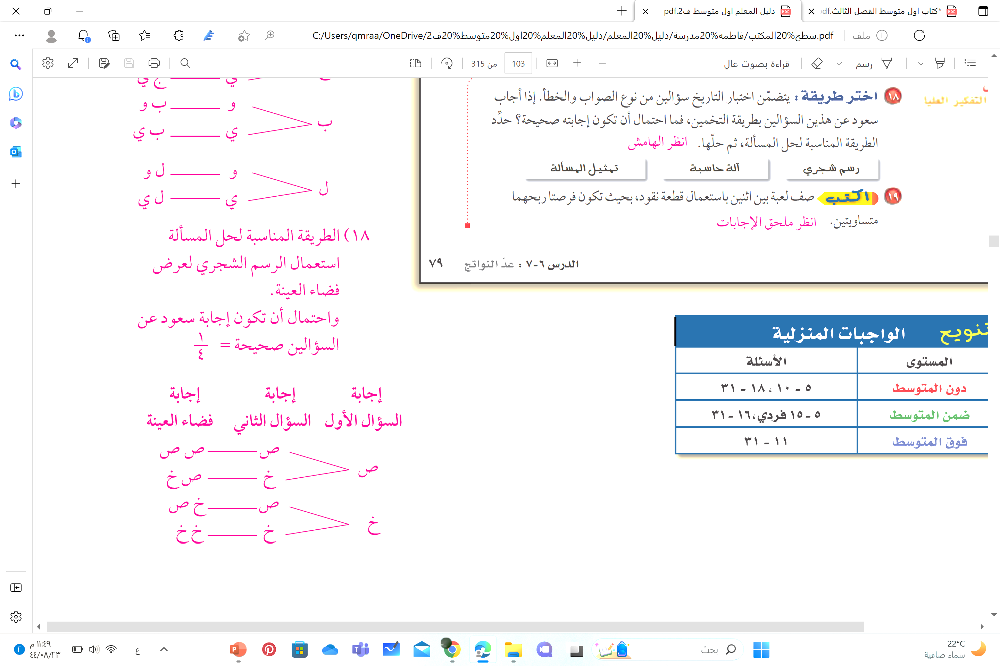 كتاب اول متوسط الفصل الثالث.pdf*
دليل المعلم اول متوسط ف2.pdf
ملف
C:/Users/qmraa/OneDrive/سطح%20المكتب/فاطمه%20مدرسة/دليل%20المعلم/دليل%20المعلم%20اول%20متوسط%20ف2.pdf
رسم
قراءة بصوت عالٍ
103
من 315
التفكير العليا
١٨ اختر طريقة : يتضمّن اختبار التاريخ سؤالين من نوع الصواب والخطأ. إذا أجاب
سعود عن هذين السؤالين بطريقة التخمين، فما احتمال أن تكون إجابته صحيحة؟ حدِّد
الطريقة المناسبة لحل المسألة، ثم حلّها. انظر الهامش
رسم شجري
آلة حاسبة
تمثيل المسألة
١٩ اكتب صف لعبة بين اثنين باستعمال قطعة نقود، بحيث تكون فرصتا ربحهما
متساويتين. انظر ملحق الإجابات
الدرس ٦-٧ : عدّ النواتج ٧٩
تنويع الواجبات المنزلية
المستوى الأسئلة
دون المتوسط ٥ - ١٠ ، ١٨ - ٣١
ضمن المتوسط ٥ - ١٥ فردي، ١٦ - ٣١
فوق المتوسط ١١ - ٣١
ي ج ي
و ب و
ب
ي ب ي
و ل و
ل
ي ل ي
١٨) الطريقة المناسبة لحل المسألة
استعمال الرسم الشجري لعرض
فضاء العينة.
واحتمال أن تكون إجابة سعود عن
السؤالين صحيحة = ١/٤
إجابة إجابة إجابة
السؤال الأول السؤال الثاني فضاء العينة
ص ص ص
ص
خ ص خ
ص خ ص
خ
خ خ خ
22°C
سماء صافية
بحث
ع
١١:٤٩ م
٤٤/٠٨/٢٣
٢